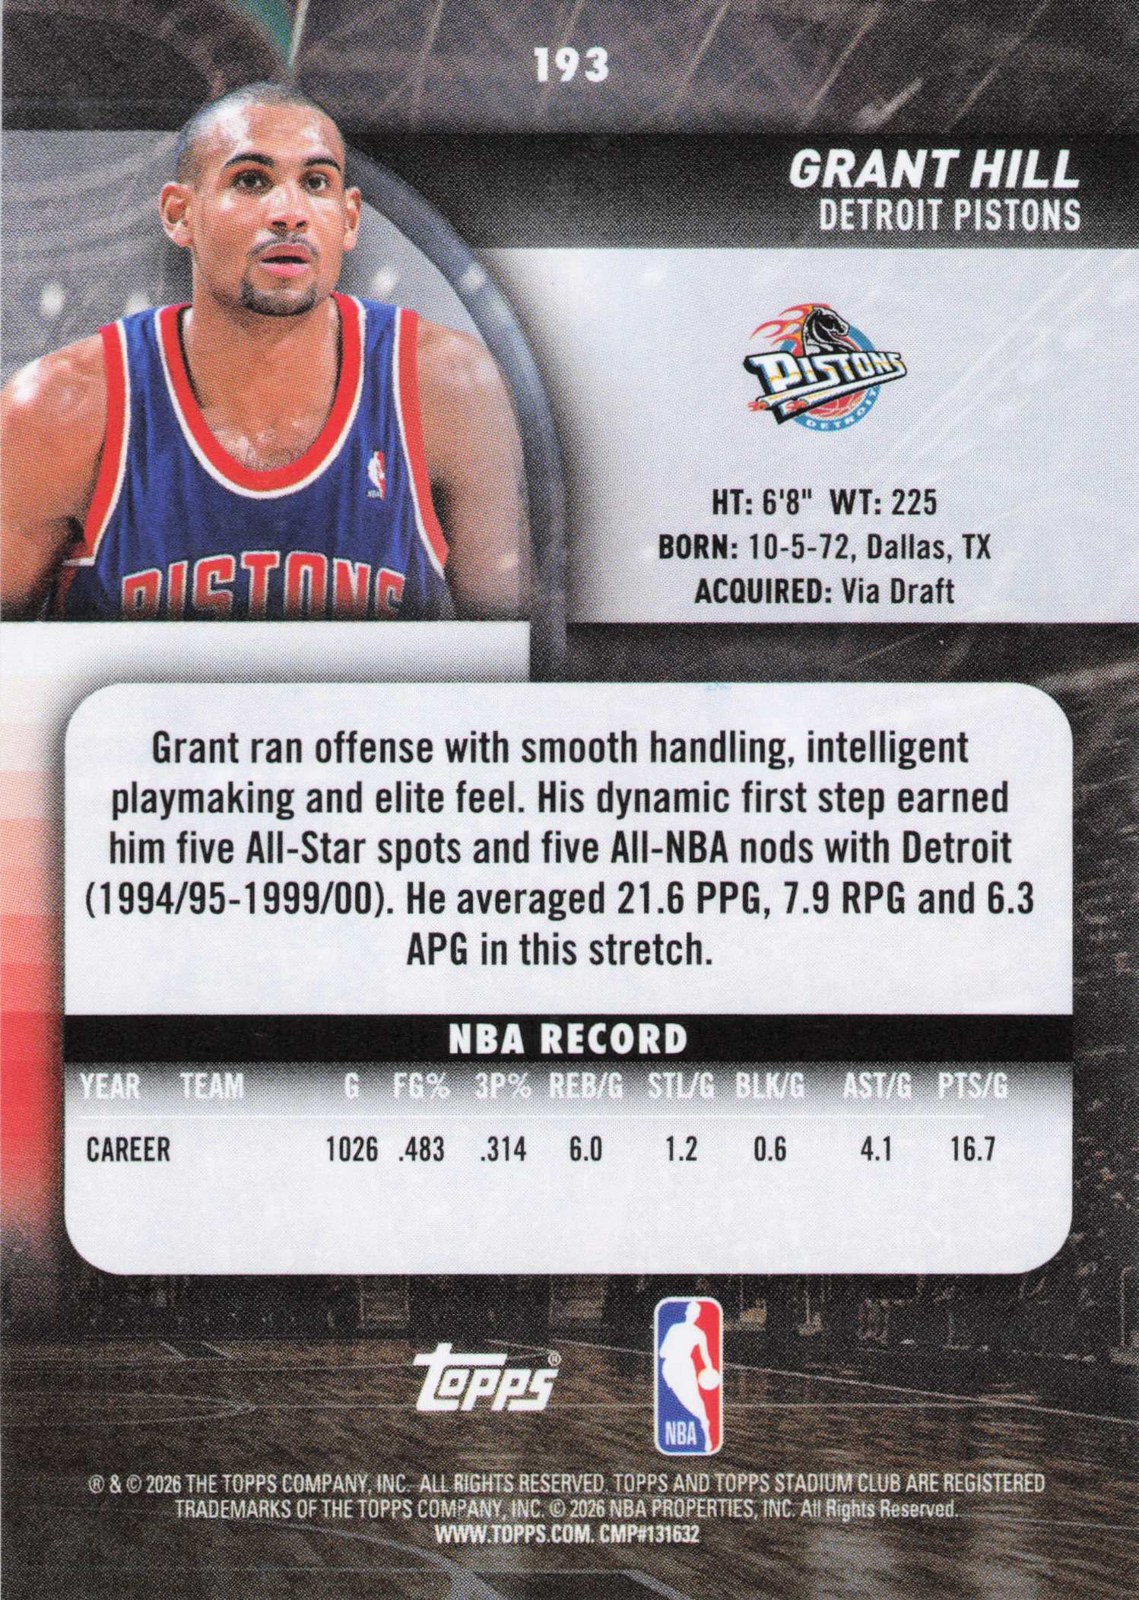 193
GRANT HILL
DETROIT PISTONS
PISTONS
DETROIT
HT: 6'8" WT: 225
BORN: 10-5-72, Dallas, TX
ACQUIRED: Via Draft
NBA
PISTONS
Grant ran offense with smooth handling, intelligent
playmaking and elite feel. His dynamic first step earned
him five All-Star spots and five All-NBA nods with Detroit
(1994/95-1999/00). He averaged 21.6 PPG, 7.9 RPG and 6.3
APG in this stretch.
NBA RECORD
YEAR TEAM G FG% 3P% REB/G STL/G BLK/G AST/G PTS/G
CAREER 1026 .483 .314 6.0 1.2 0.6 4.1 16.7
Topps®
NBA
® & © 2026 THE TOPPS COMPANY, INC. ALL RIGHTS RESERVED. TOPPS AND TOPPS STADIUM CLUB ARE REGISTERED
TRADEMARKS OF THE TOPPS COMPANY, INC. © 2026 NBA PROPERTIES, INC. All Rights Reserved.
WWW.TOPPS.COM. CMP#131632